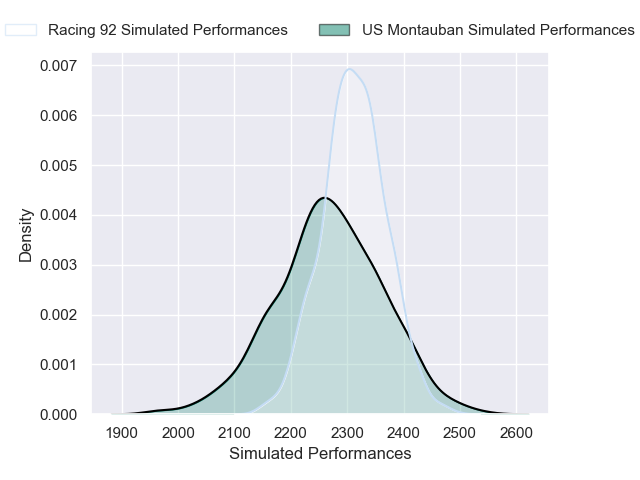 Racing 92 Simulated Performances
US Montauban Simulated Performances
0.007
0.006
0.005
0.004
0.003
0.002
0.001
0.000
Density
1900 2000 2100 2200 2300 2400 2500 2600
Simulated Performances